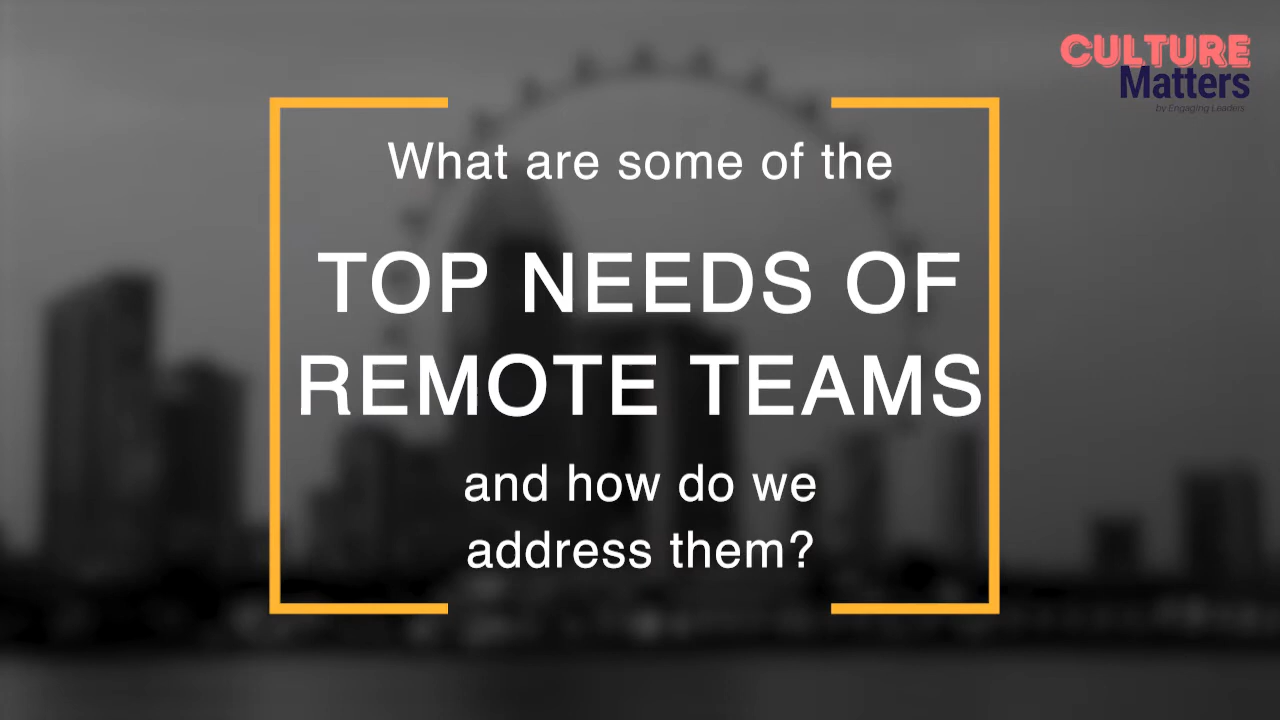 CULTURE
Matters
by Engaging Leaders
What are some of the
TOP NEEDS OF
REMOTE TEAMS
and how do we
address them?